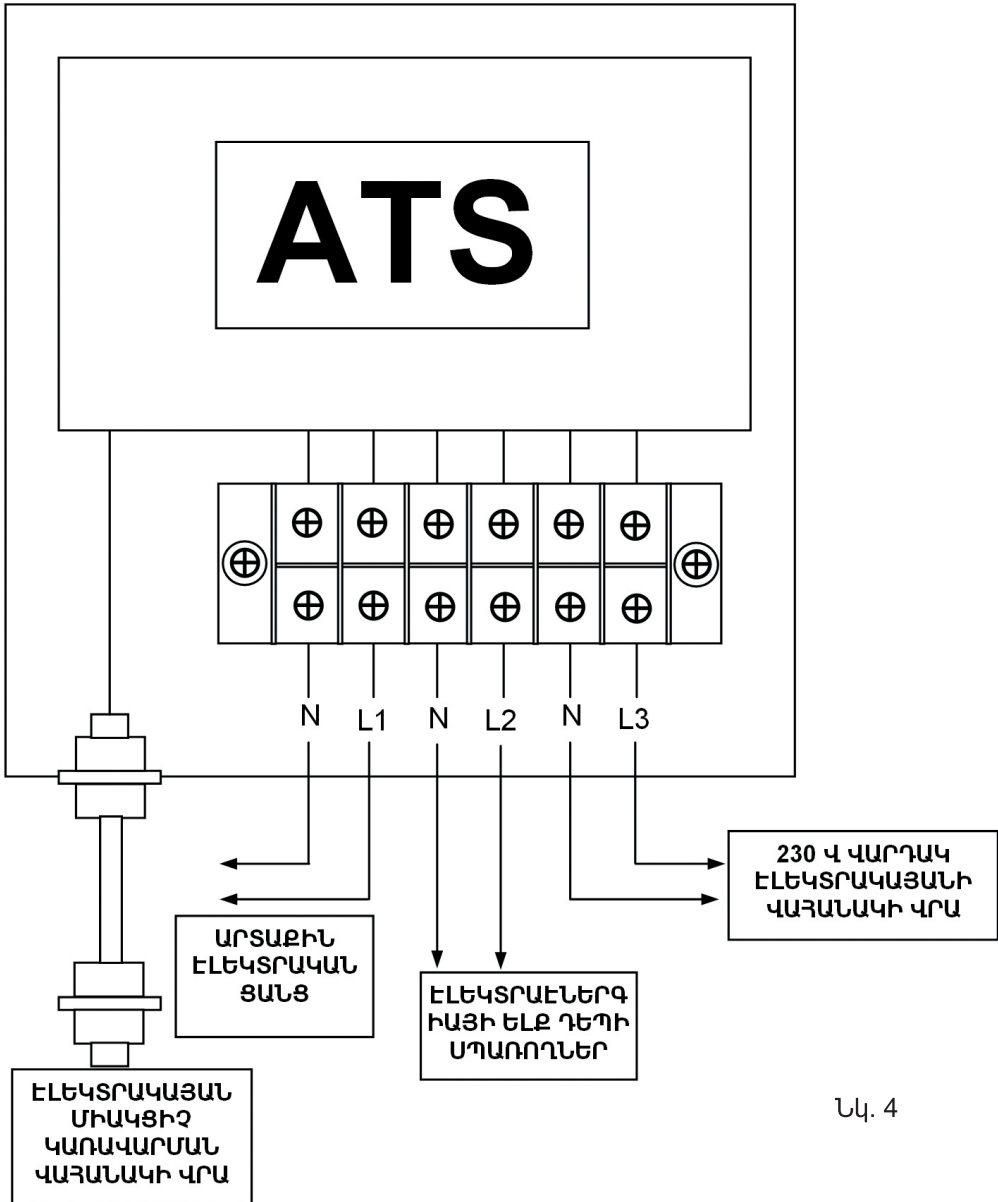 ATS
N L1 N L2 N L3
230 Վ ՎԱՐԴԱԿ
ԷԼԵԿՏՐԱԿԱՅԱՆԻ
ՎԱՀԱՆԱԿԻ ՎՐԱ
ԱՐՏԱՔԻՆ
ԷԼԵԿՏՐԱԿԱՆ
ՑԱՆՑ
ԷԼԵԿՏՐԱԷՆԵՐԳ
ԻԱՅԻ ԵԼՔ ԴԵՊԻ
ՍՊԱՌՈՂՆԵՐ
ԷԼԵԿՏՐԱԿԱՅԱՆ
ՄԻԱԿՑԻՉ
ԿԱՌԱՎԱՐՄԱՆ
ՎԱՀԱՆԱԿԻ ՎՐԱ
Նկ. 4